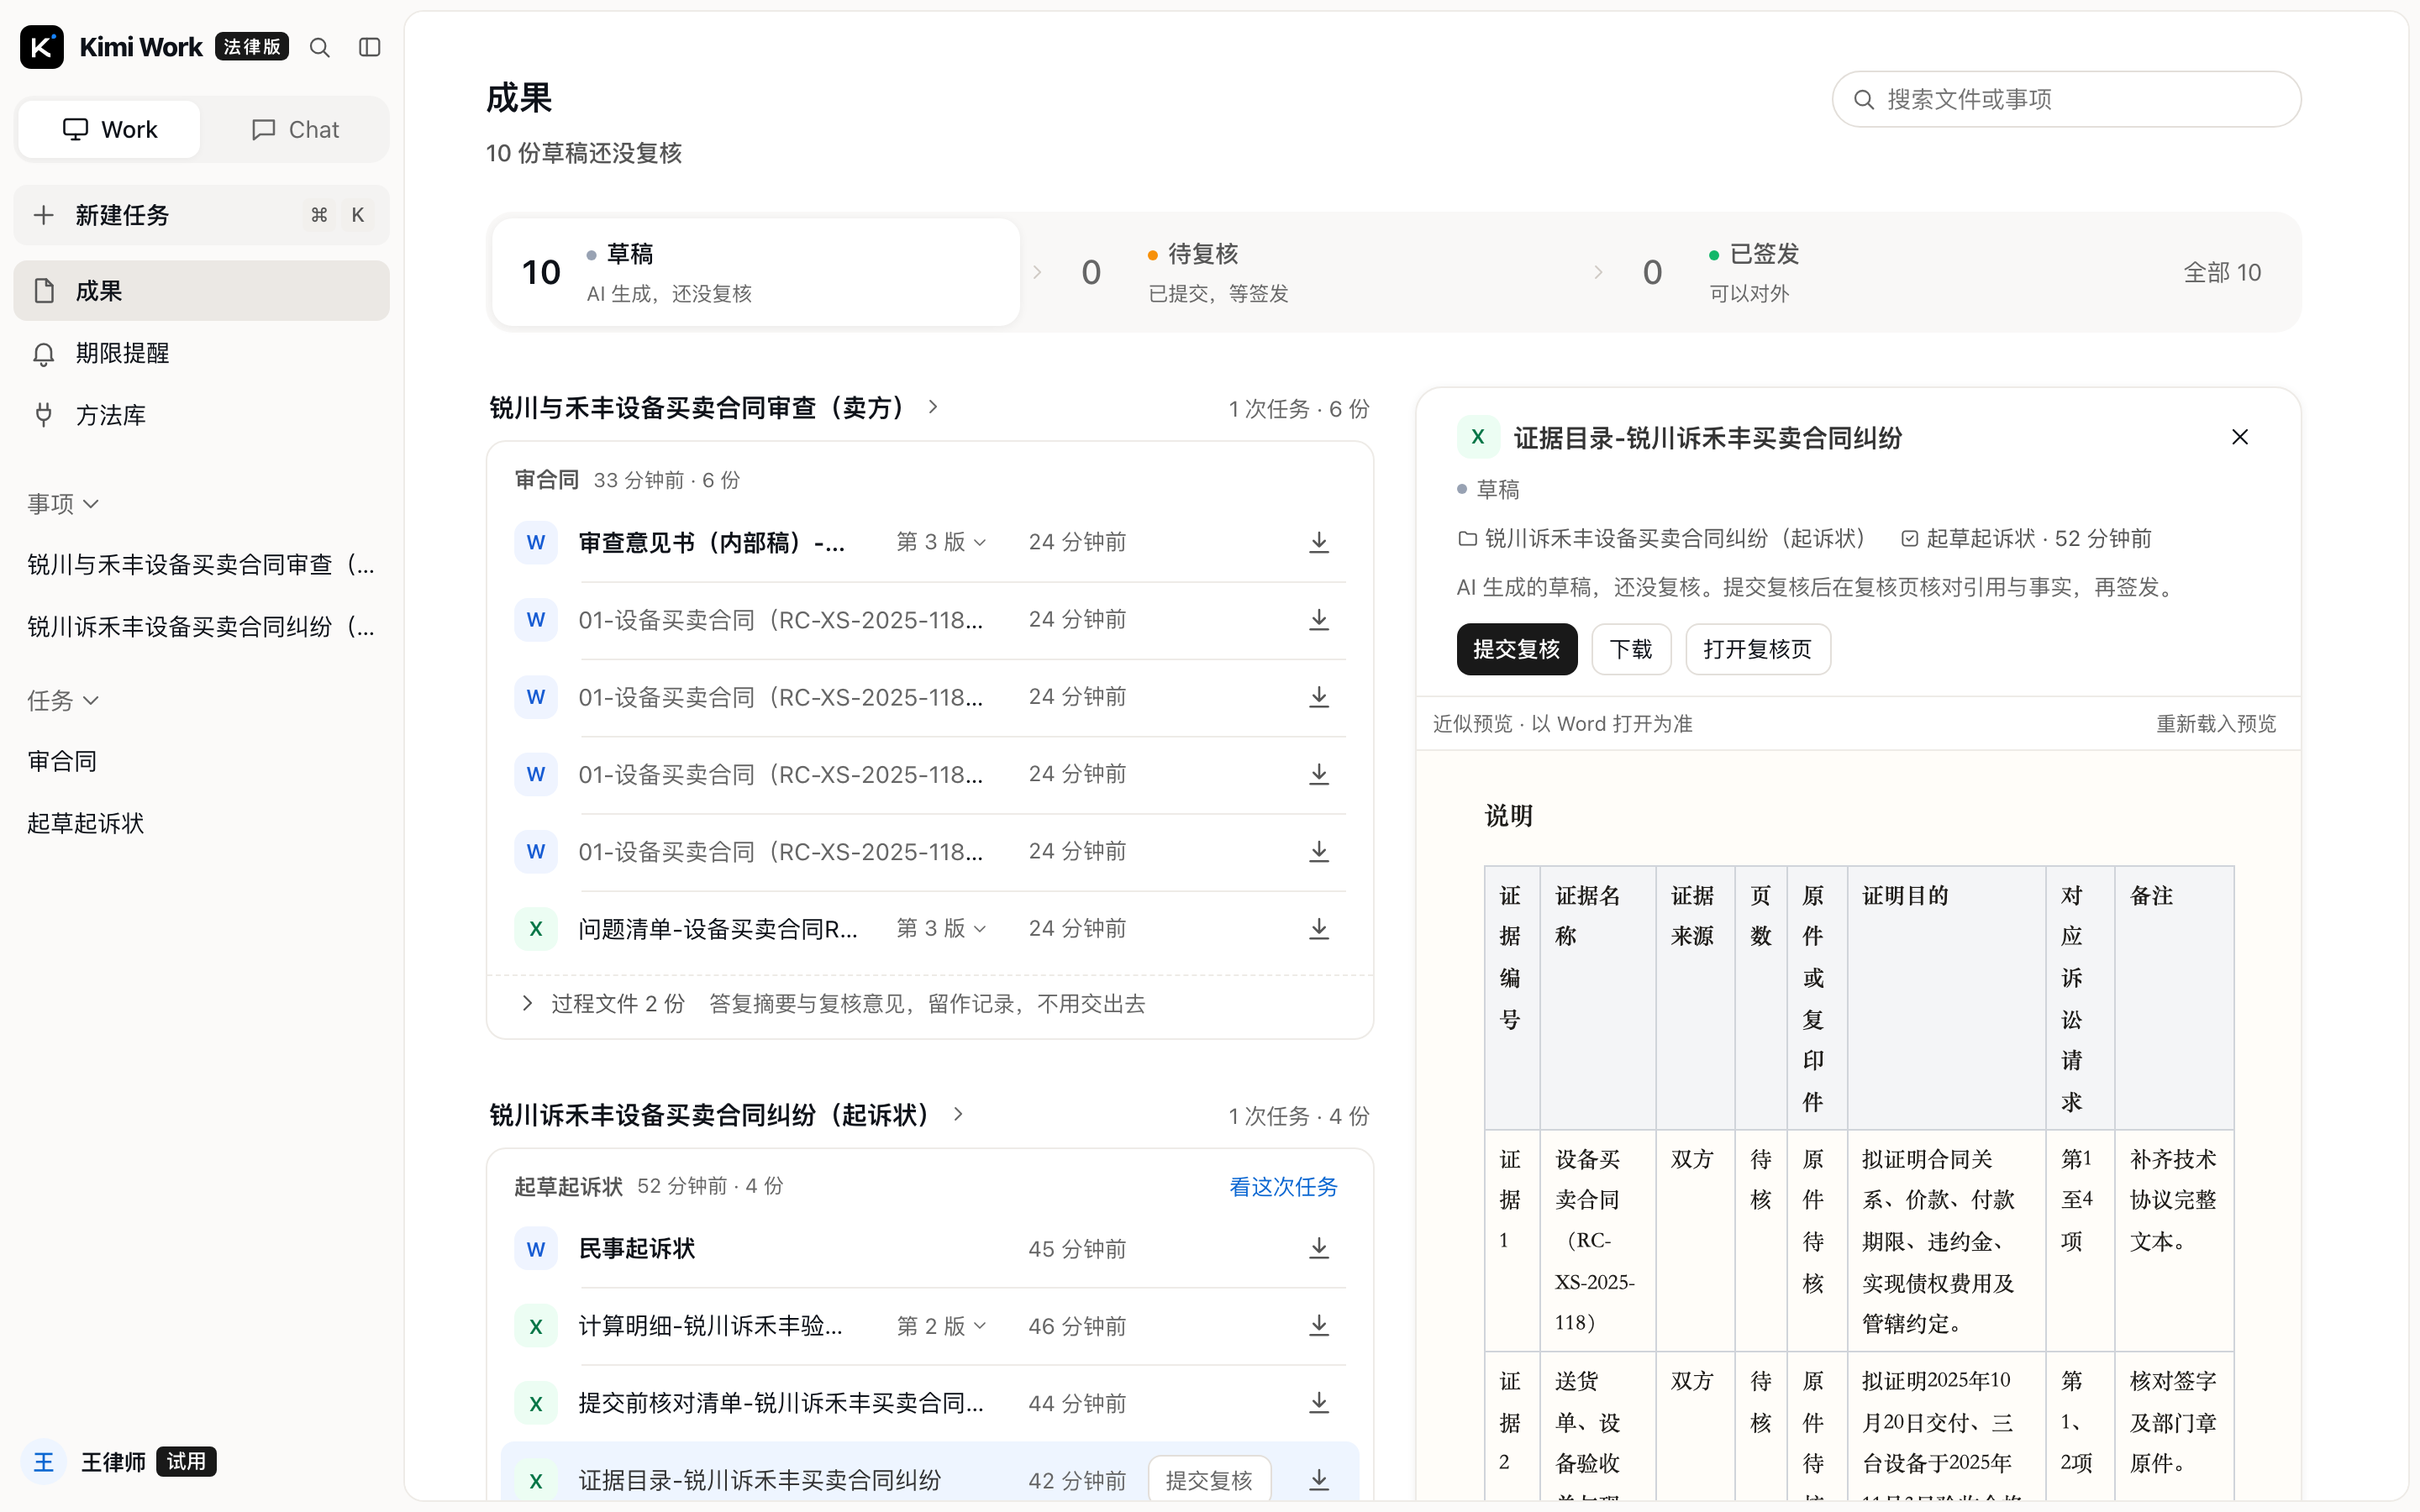 Kimi Work 法律版
Work
Chat
新建任务 ⌘ K
成果
期限提醒
方法库
事项
锐川与禾丰设备买卖合同审查（...
锐川诉禾丰设备买卖合同纠纷（...
任务
审合同
起草起诉状
王 王律师 试用
成果
10 份草稿还没复核
搜索文件或事项
10 草稿
AI 生成，还没复核
0 待复核
已提交，等签发
0 已签发
可以对外
全部 10
锐川与禾丰设备买卖合同审查（卖方）
1 次任务 · 6 份
审合同 33 分钟前 · 6 份
W 审查意见书（内部稿）-... 第 3 版 24 分钟前
W 01-设备买卖合同（RC-XS-2025-118... 24 分钟前
W 01-设备买卖合同（RC-XS-2025-118... 24 分钟前
W 01-设备买卖合同（RC-XS-2025-118... 24 分钟前
W 01-设备买卖合同（RC-XS-2025-118... 24 分钟前
X 问题清单-设备买卖合同R... 第 3 版 24 分钟前
过程文件 2 份 答复摘要与复核意见，留作记录，不用交出去
锐川诉禾丰设备买卖合同纠纷（起诉状）
1 次任务 · 4 份
起草起诉状 52 分钟前 · 4 份 看这次任务
W 民事起诉状 45 分钟前
X 计算明细-锐川诉禾丰验... 第 2 版 46 分钟前
X 提交前核对清单-锐川诉禾丰买卖合同... 44 分钟前
X 证据目录-锐川诉禾丰买卖合同纠纷 42 分钟前 提交复核
X 证据目录-锐川诉禾丰买卖合同纠纷
草稿
锐川诉禾丰设备买卖合同纠纷（起诉状） 起草起诉状 · 52 分钟前
AI 生成的草稿，还没复核。提交复核后在复核页核对引用与事实，再签发。
提交复核 下载 打开复核页
近似预览 · 以 Word 打开为准 重新载入预览
说明
证
据
编
号
证据名
称
证据
来源
页
数
原
件
或
复
印
件
证明目的
对
应
诉
讼
请
求
备注
证
据
1
设备买
卖合同
（RC-
XS-2025-
118）
双方
待
核
原
件
待
核
拟证明合同关
系、价款、付款
期限、违约金、
实现债权费用及
管辖约定。
第1
至4
项
补齐技术
协议完整
文本。
证
据
2
送货
单、设
备验收
双方
待
核
原
件
待
拟证明2025年10
月20日交付、三
台设备于2025年
第
1、
2项
核对签字
及部门章
原件。